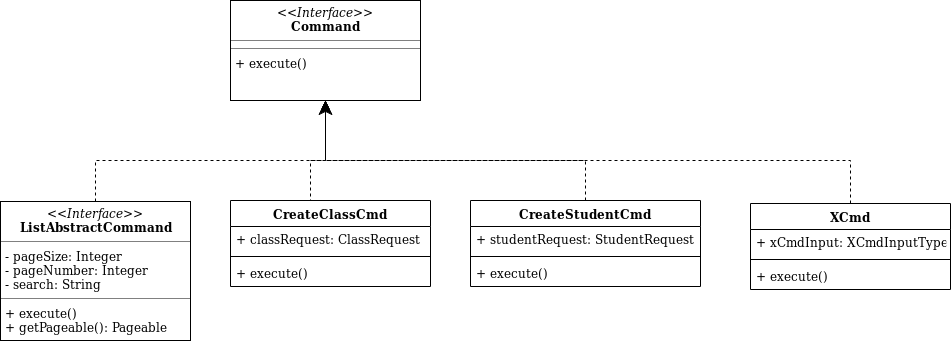 <<Interface>>
Command
+ execute()
<<Interface>>
ListAbstractCommand
- pageSize: Integer
- pageNumber: Integer
- search: String
+ execute()
+ getPageable(): Pageable
CreateClassCmd
+ classRequest: ClassRequest
+ execute()
CreateStudentCmd
+ studentRequest: StudentRequest
+ execute()
XCmd
+ xCmdInput: XCmdInputType
+ execute()